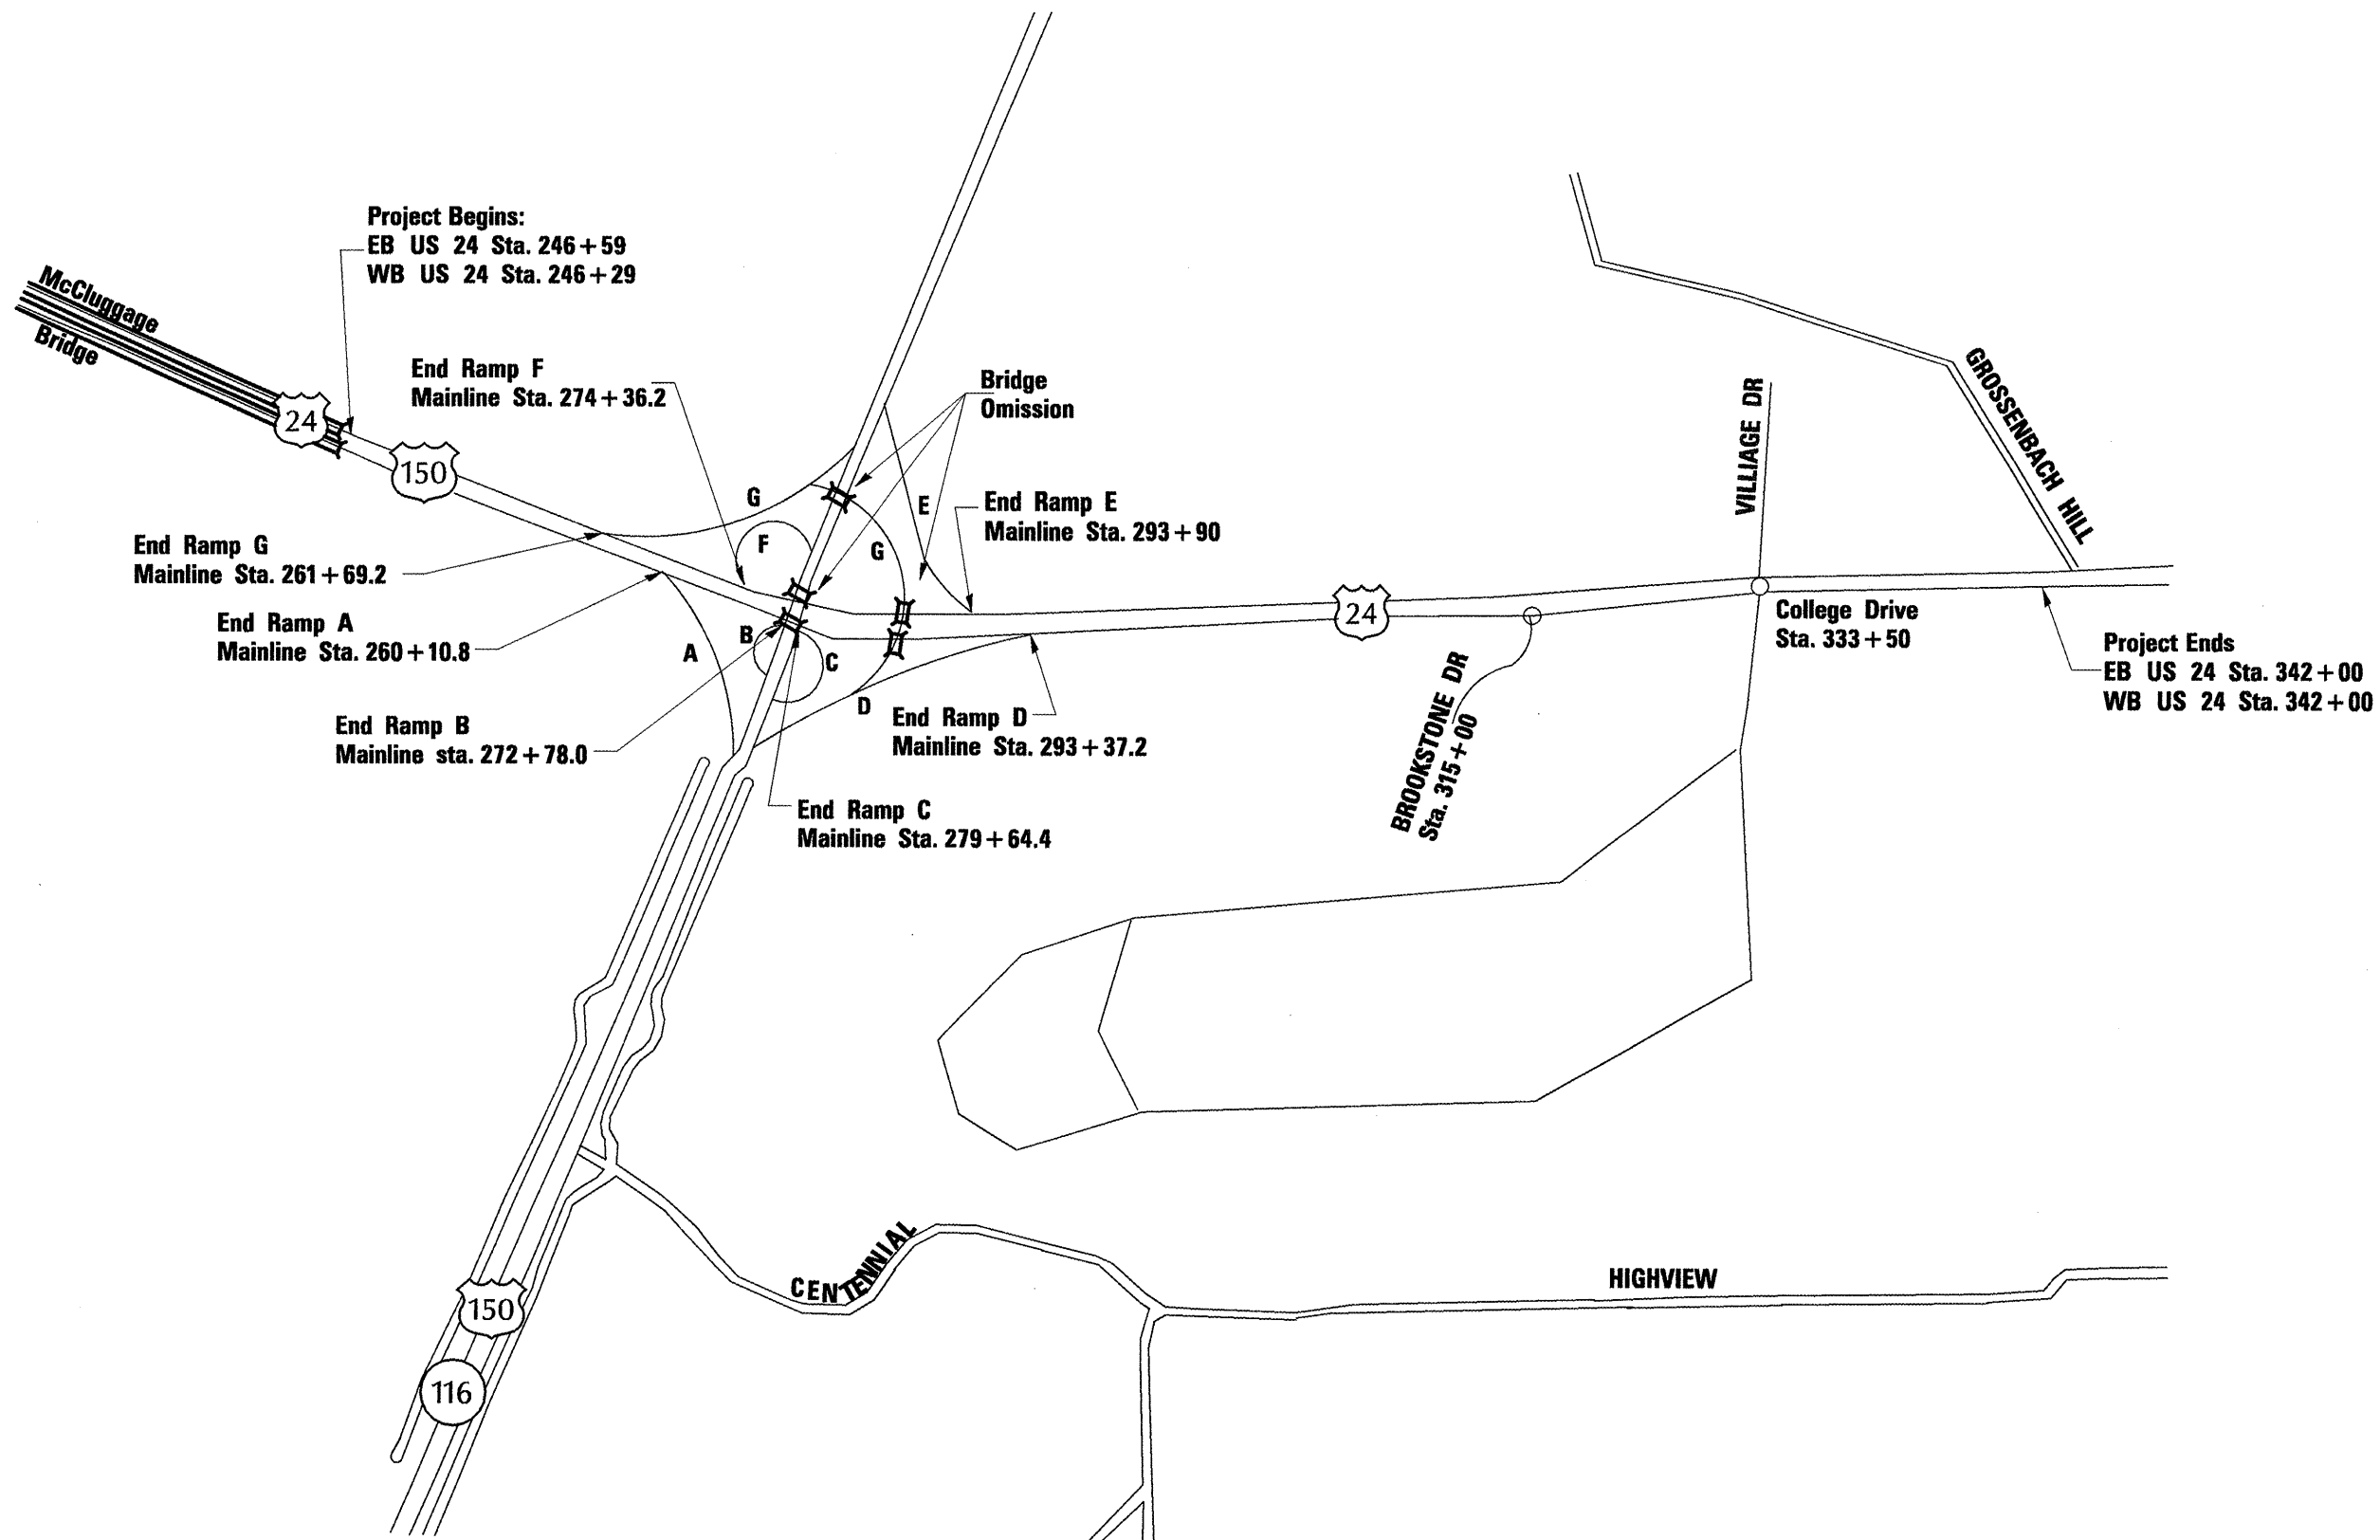 Project Begins:
EB US 24 Sta. 246+59
WB US 24 Sta. 246+29
McCluggage
Bridge
24
150
End Ramp F
Mainline Sta. 274+36.2
Bridge
Omission
VILLIAGE DR
GROSSENBACH HILL
G
E
End Ramp E
Mainline Sta. 293+90
F
G
End Ramp G
Mainline Sta. 261+69.2
End Ramp A
Mainline Sta. 260+10.8
A
B
C
D
24
College Drive
Sta. 333+50
Project Ends
EB US 24 Sta. 342+00
WB US 24 Sta. 342+00
End Ramp B
Mainline sta. 272+78.0
End Ramp D
Mainline Sta. 293+37.2
BROOKSTONE DR
Sta. 315+00
End Ramp C
Mainline Sta. 279+64.4
CENTENNIAL
HIGHVIEW
150
116